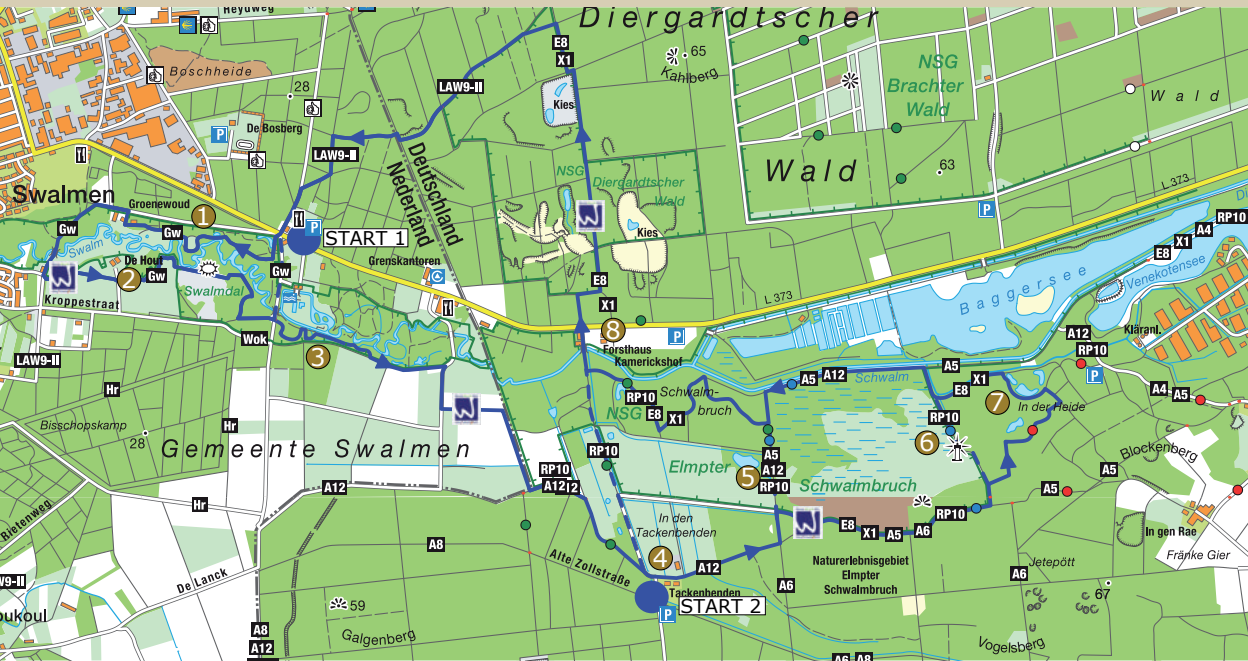 Heyduweg
Diergardtscher
E8
X1
65
Kahlberg
NSG
Brachter
Wald
Wald
Boschheide
28
LAW9-II
Kies
De Bosberg
P
LAW9-II
Deutschland
Nederland
NSG
Diergardtscher
Wald
Wald
63
L 373
Swalmen
Groenewoud
1
P
START 1
Kies
P
RP10
A4
X1
E8
Gw
Gw
Swalm
De Hout
Gw
2
Kroppestraat
Swalmdal
Gw
Grenskantoren
E8
X1
L 373
Baggersee
Venekotensee
8
P
Forsthaus
Kamerickshof
Kläranl.
A12
RP10
P
Wok
3
LAW9-II
Hr
Hr
Bisschopskamp
28
Gemeente Swalmen
RP10
E8
X1
NSG
Schwalm-
bruch
A5
A12
Schwalm
A5
X1
E8
7
In der Heide
A4
A5
RP10
6
RP10
Elmpter
5
A5
A12
RP10
Schwalmbruch
Blockenberg
A5
A5
RP10
A12
A12
Hr
Rietenweg
RP10
E8
X1
A5
A6
In gen Rae
Fränke Gier
In den
Tackenbenden
4
A12
A8
Alte Zollstraße
De Lanck
Naturerlebnisgebiet
Elmpter
Schwalmbruch
A6
A6
Jetepött
67
Tackenbenden
START 2
P
59
Galgenberg
A8
A12
Vogelsberg
A6
A8